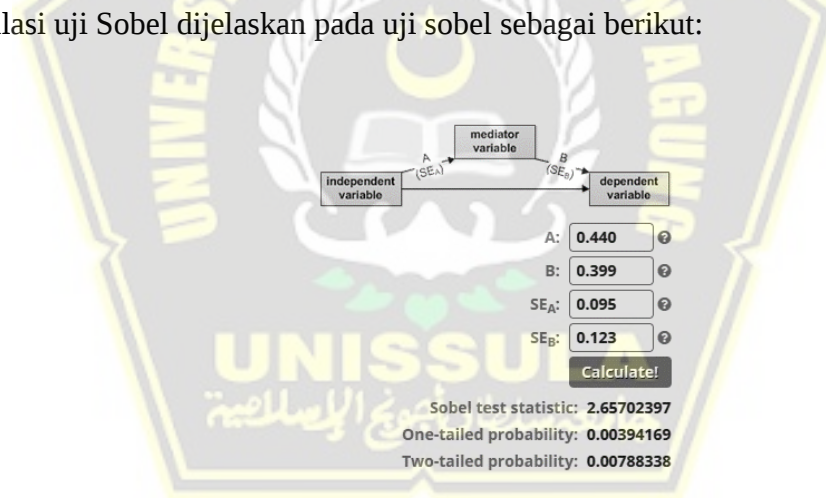 lasi uji Sobel dijelaskan pada uji sobel sebagai berikut:
mediator
variable
A
(SEA)
B
(SEB)
independent
variable
dependent
variable
A: 0.440
B: 0.399
SEA: 0.095
SEB: 0.123
Calculate!
Sobel test statistic: 2.65702397
One-tailed probability: 0.00394169
Two-tailed probability: 0.00788338
UNISSULA